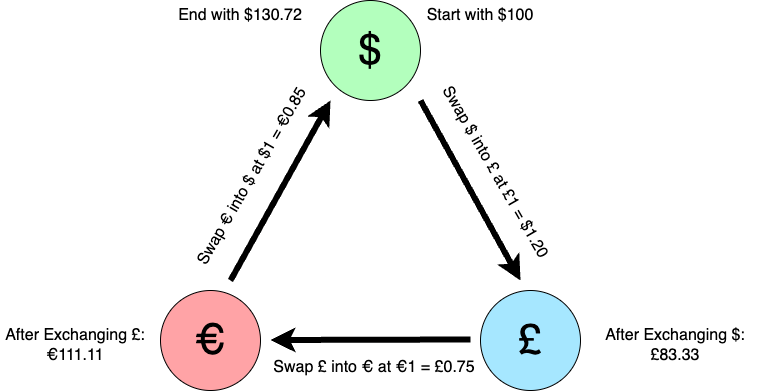 End with $130.72
Start with $100
$
Swap € into $ at $1 = €0.85
Swap $ into £ at £1 = $1.20
After Exchanging £:
€111.11
€
£
After Exchanging $:
£83.33
Swap £ into € at €1 = £0.75